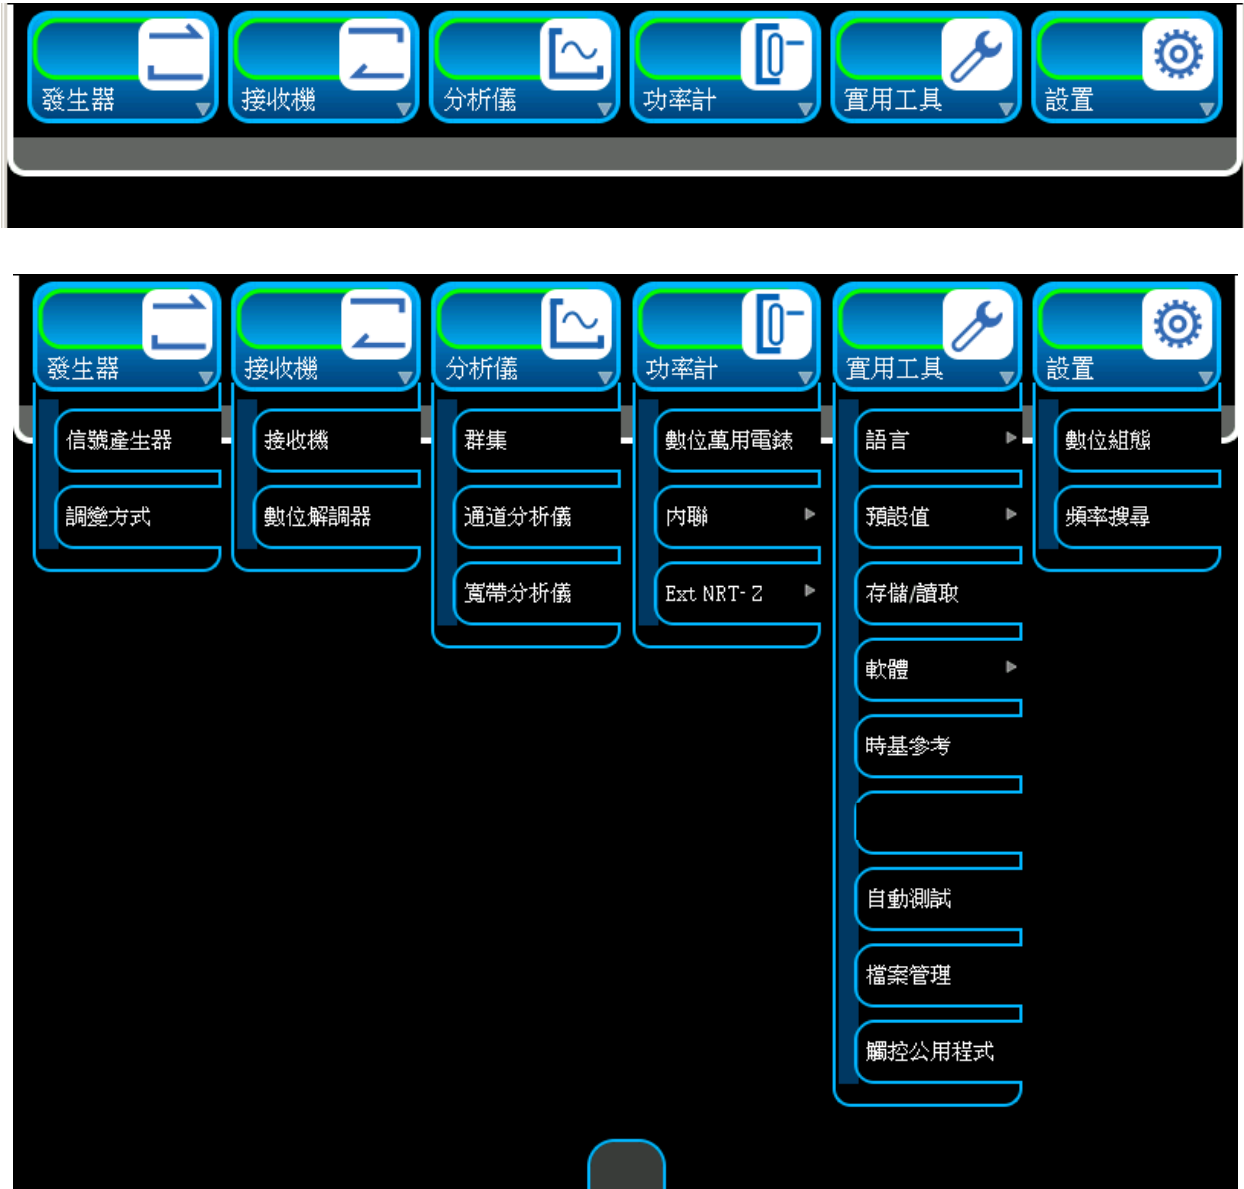 發生器 接收機 分析儀 功率計 實用工具 設置
發生器 接收機 分析儀 功率計 實用工具 設置
信號產生器 接收機 群集 數位萬用電錶 語言 數位組態
調變方式 數位解調器 通道分析儀 內聯 預設值 頻率搜尋
寬帶分析儀 Ext NRT-Z 存儲/讀取
軟體
時基參考
自動測試
檔案管理
觸控公用程式